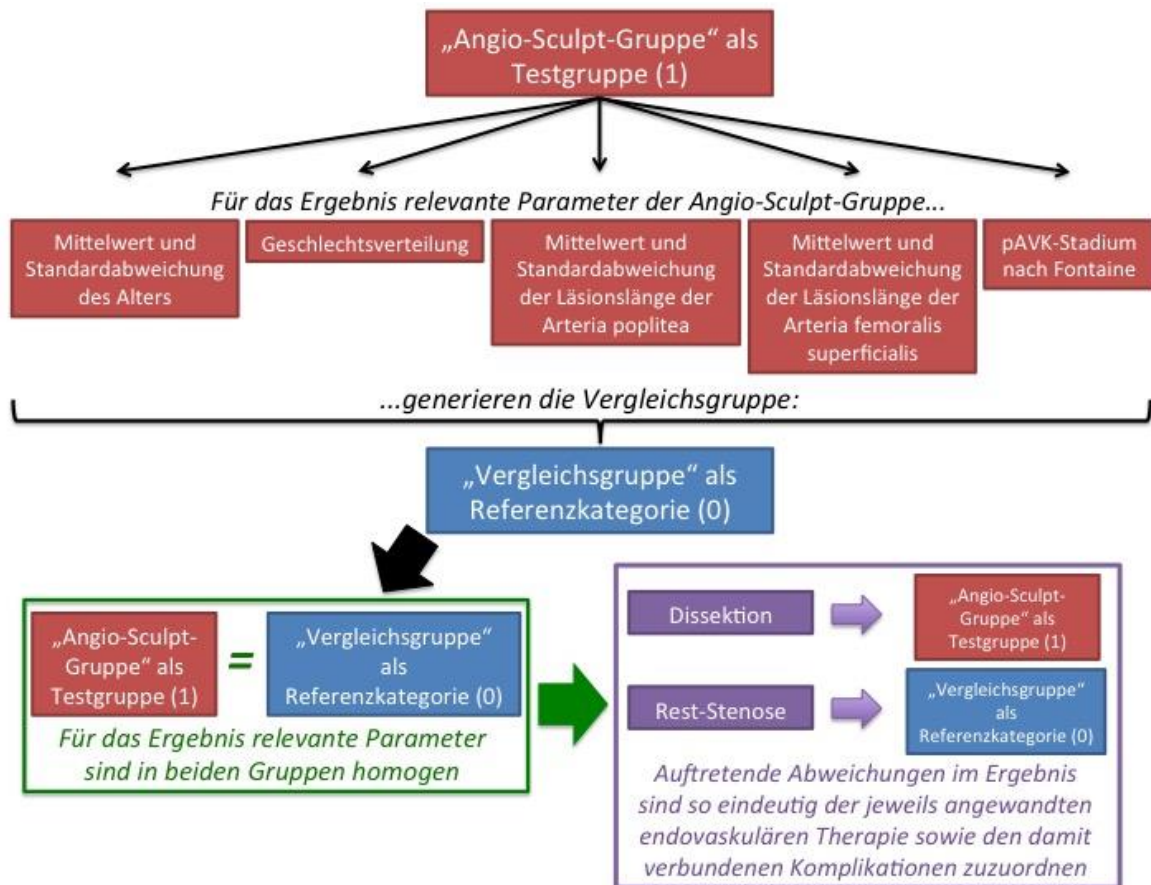 „Angio-Sculpt-Gruppe“ als
Testgruppe (1)
Für das Ergebnis relevante Parameter der Angio-Sculpt-Gruppe...
Mittelwert und
Standardabweichung
des Alters
Geschlechtsverteilung
Mittelwert und
Standardabweichung
der Läsionslänge der
Arteria poplitea
Mittelwert und
Standardabweichung
der Läsionslänge der
Arteria femoralis
superficialis
pAVK-Stadium
nach Fontaine
...generieren die Vergleichsgruppe:
„Vergleichsgruppe“ als
Referenzkategorie (0)
„Angio-Sculpt-
Gruppe“ als
Testgruppe (1)
=
„Vergleichsgruppe“
als
Referenzkategorie (0)
Für das Ergebnis relevante Parameter
sind in beiden Gruppen homogen
Dissektion
„Angio-Sculpt-
Gruppe“ als
Testgruppe (1)
Rest-Stenose
„Vergleichsgruppe“
als
Referenzkategorie (0)
Auftretende Abweichungen im Ergebnis
sind so eindeutig der jeweils angewandten
endovaskulären Therapie sowie den damit
verbundenen Komplikationen zuzuordnen